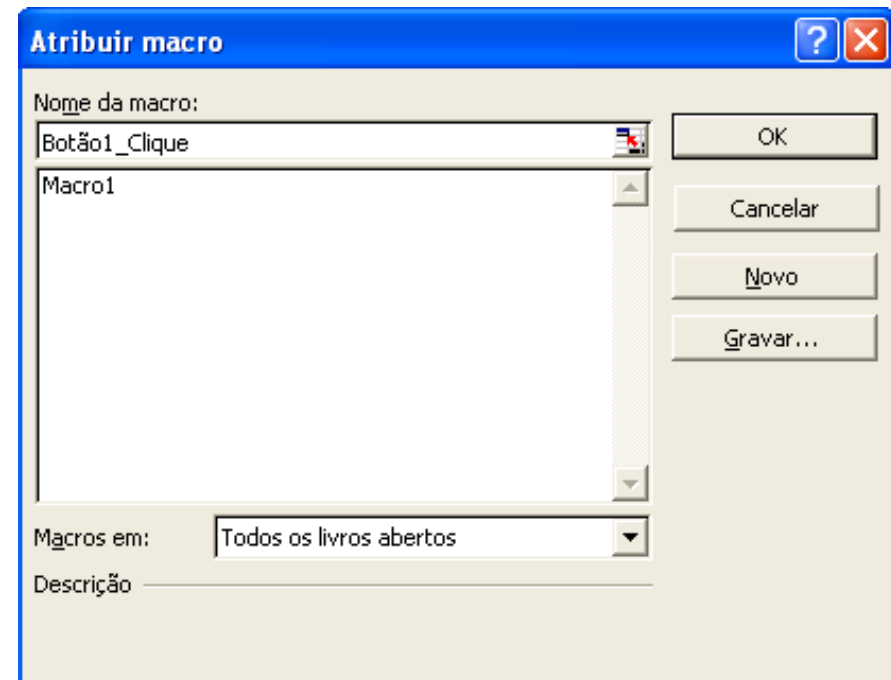 Atribuir macro
?
Nome da macro:
Botão1_Clique
OK
Macro1
Cancelar
Novo
Gravar...
Macros em:
Todos os livros abertos
Descrição